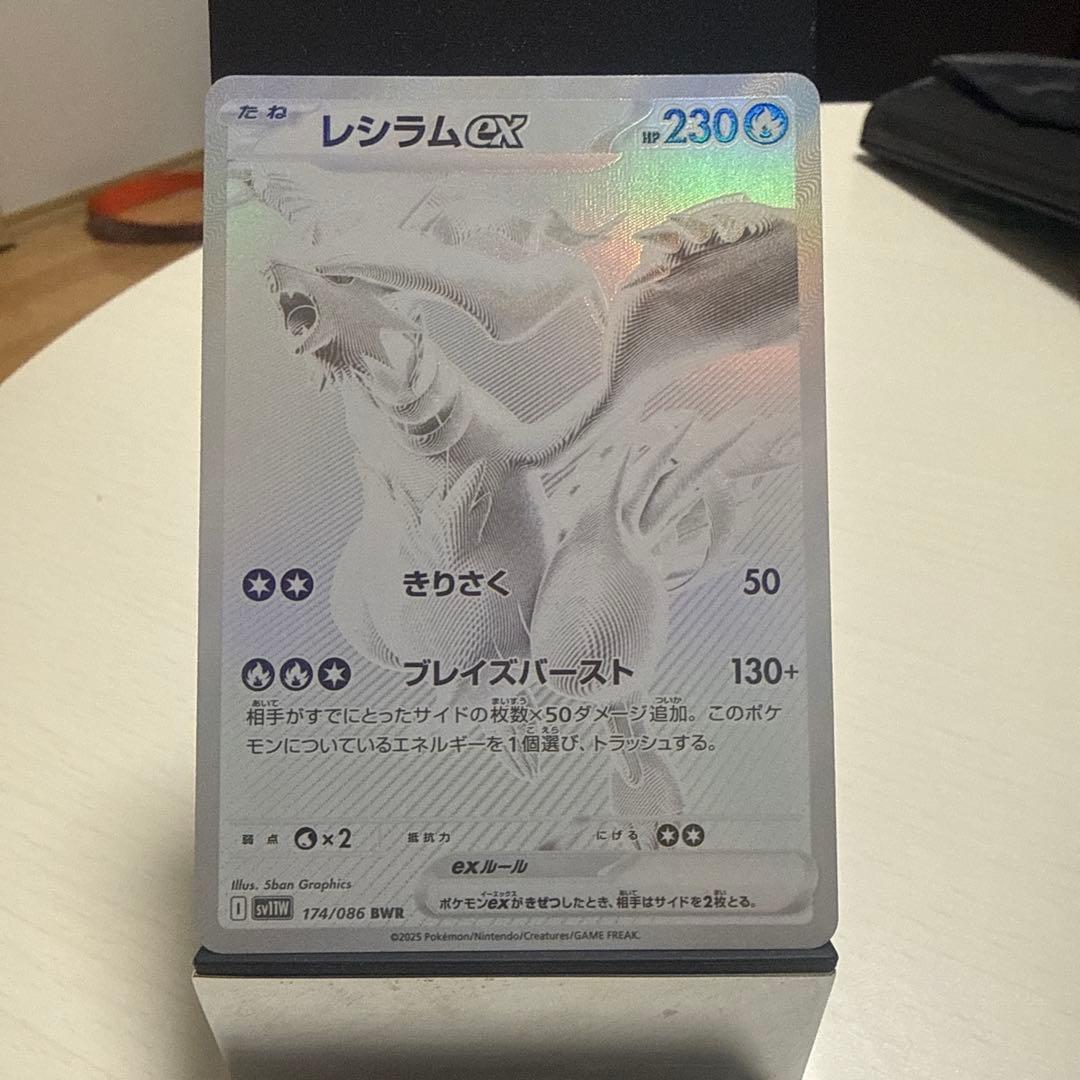 たね
レシラムex
HP 230
きりさく 50
ブレイズバースト 130+
相手がすでにとったサイドの枚数×50ダメージ追加。このポケ
モンについているエネルギーを1個選び、トラッシュする。
弱点 ×2 抵抗力 にげる
exルール
ポケモンexがきぜつしたとき、相手はサイドを2枚とる。
Illus. 5ban Graphics
I sv11W 174/086 BWR
©2025 Pokémon/Nintendo/Creatures/GAME FREAK.